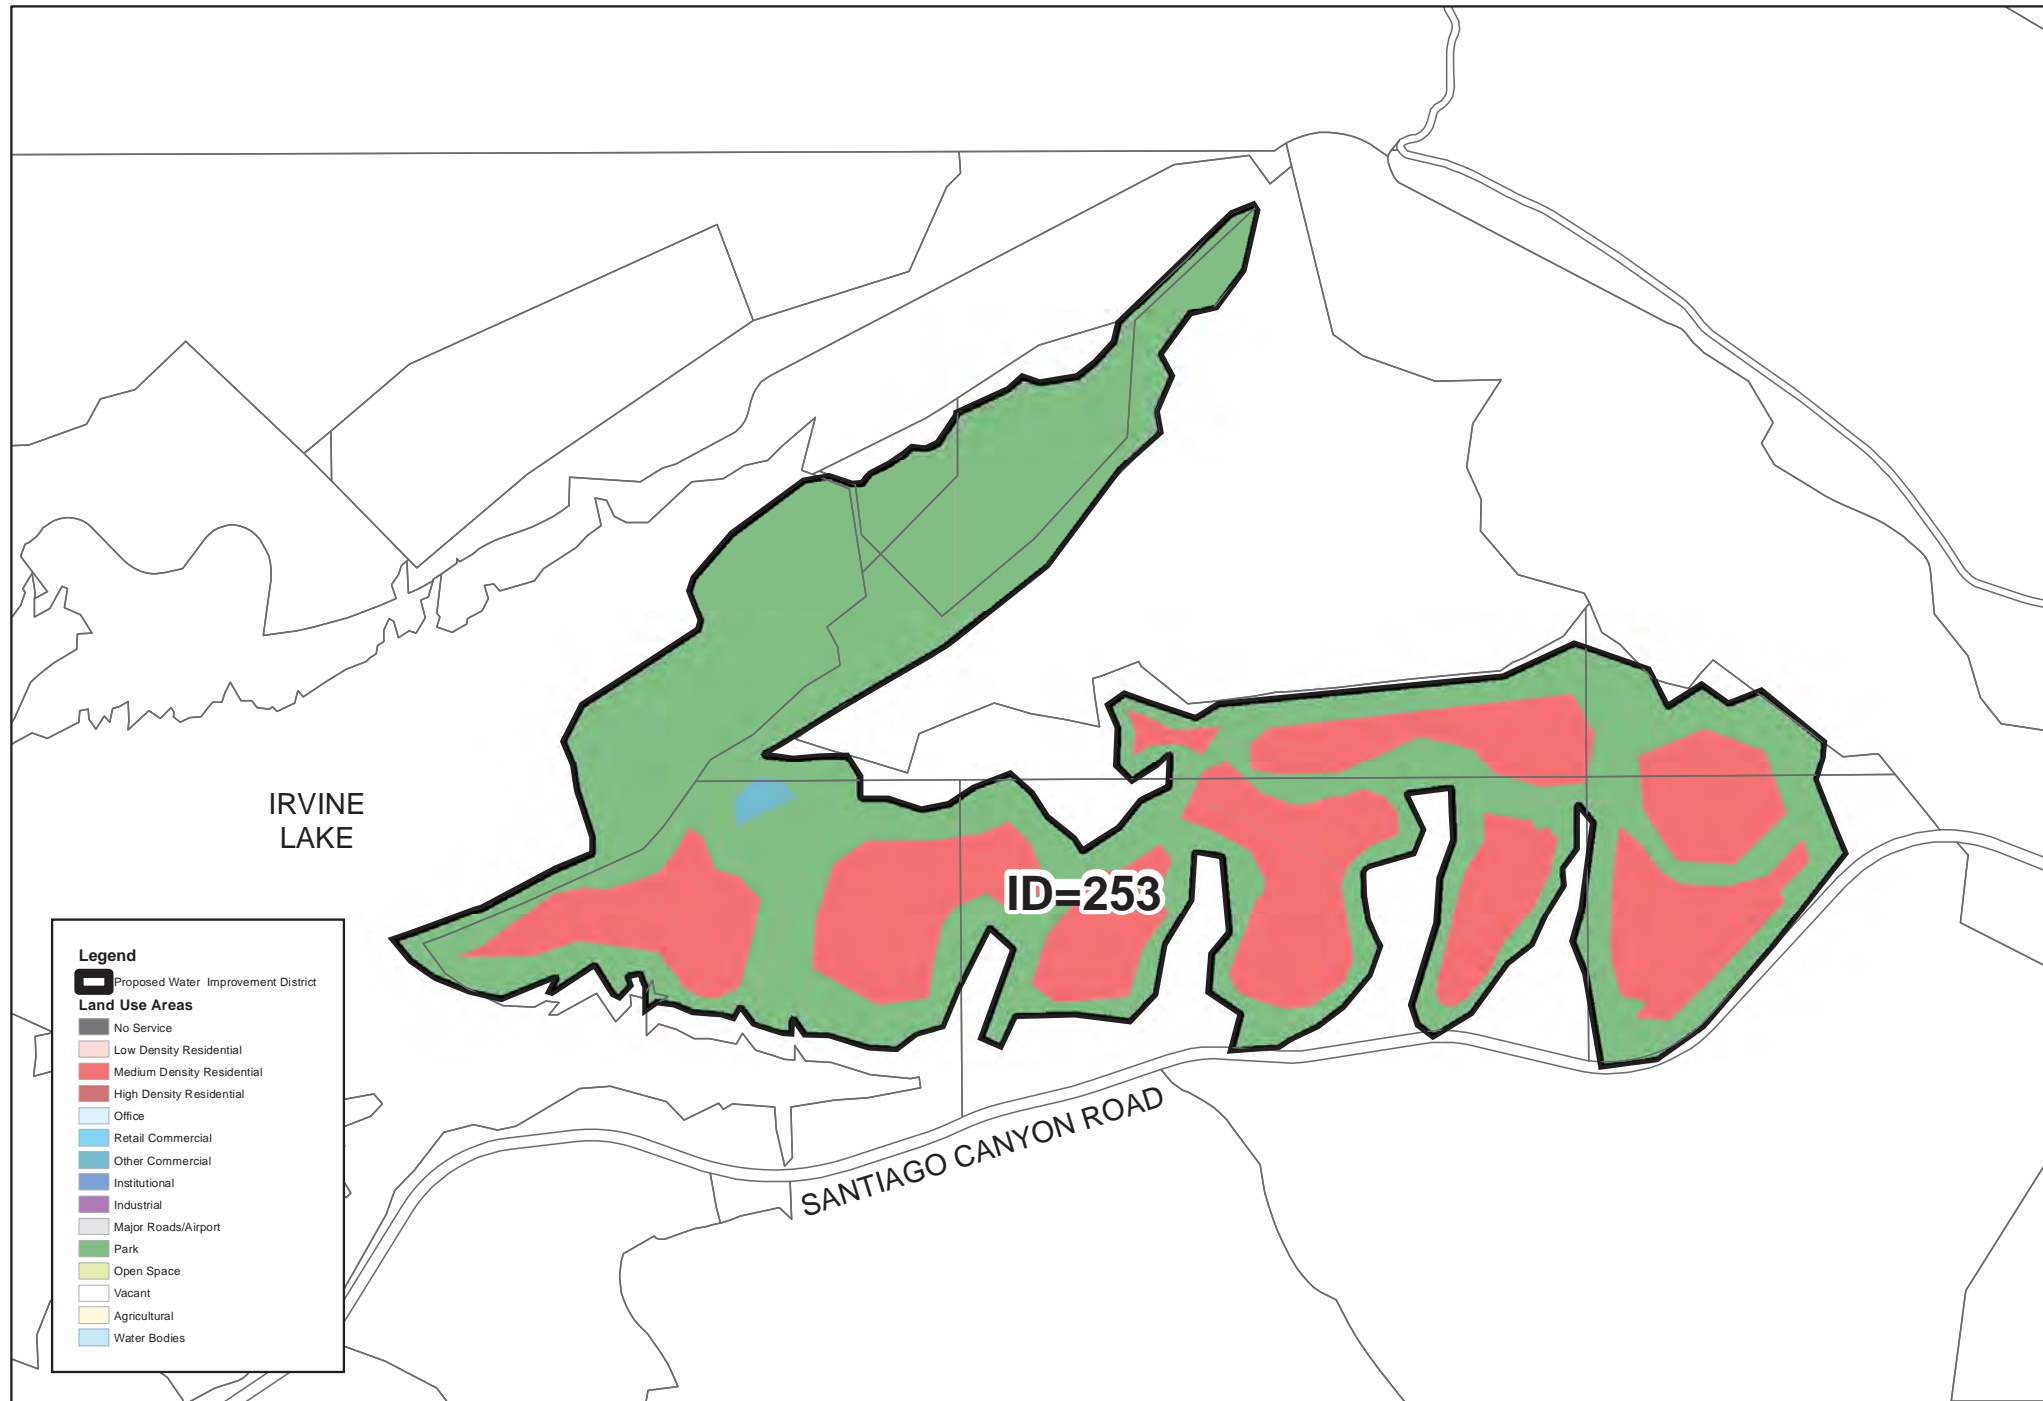 IRVINE
LAKE
ID=253
SANTIAGO CANYON ROAD
Legend
Proposed Water Improvement District
Land Use Areas
No Service
Low Density Residential
Medium Density Residential
High Density Residential
Office
Retail Commercial
Other Commercial
Institutional
Industrial
Major Roads/Airport
Park
Open Space
Vacant
Agricultural
Water Bodies